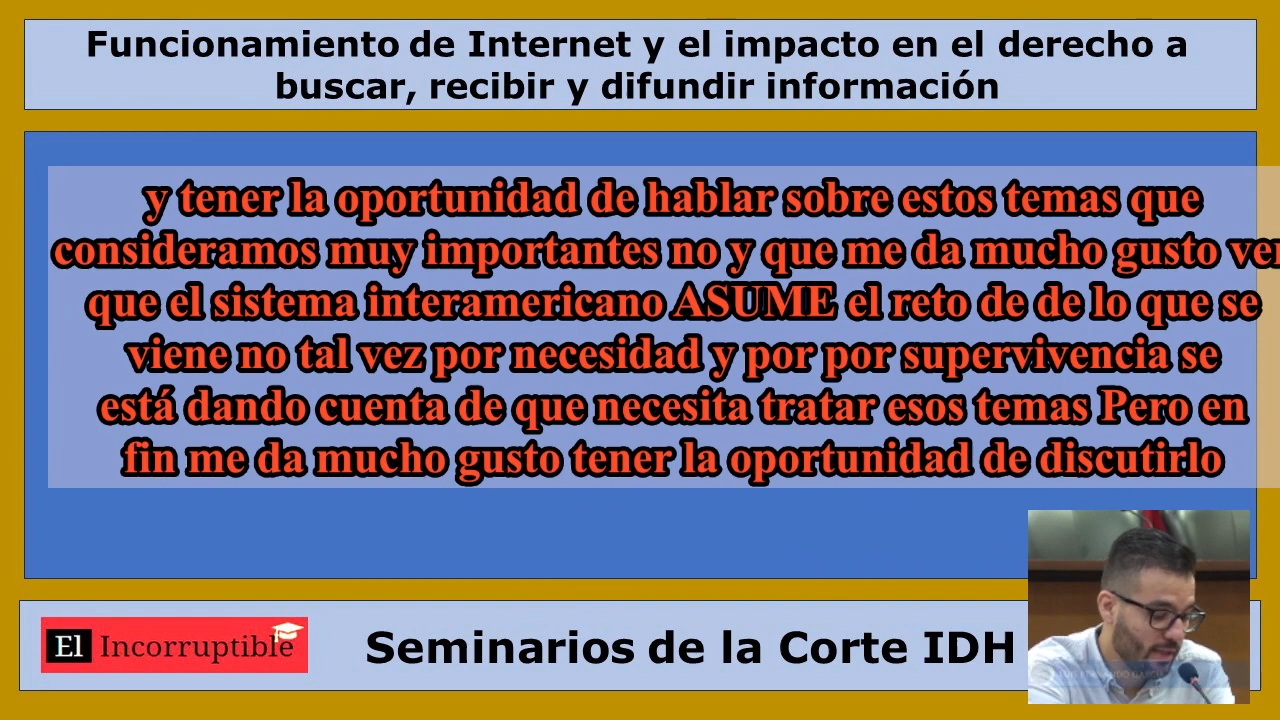 Funcionamiento de Internet y el impacto en el derecho a
buscar, recibir y difundir información
y tener la oportunidad de hablar sobre estos temas que
consideramos muy importantes no y que me da mucho gusto ver
que el sistema interamericano ASUME el reto de de lo que se
viene no tal vez por necesidad y por por supervivencia se
está dando cuenta de que necesita tratar esos temas Pero en
fin me da mucho gusto tener la oportunidad de discutirlo
El Incorruptible
Seminarios de la Corte IDH